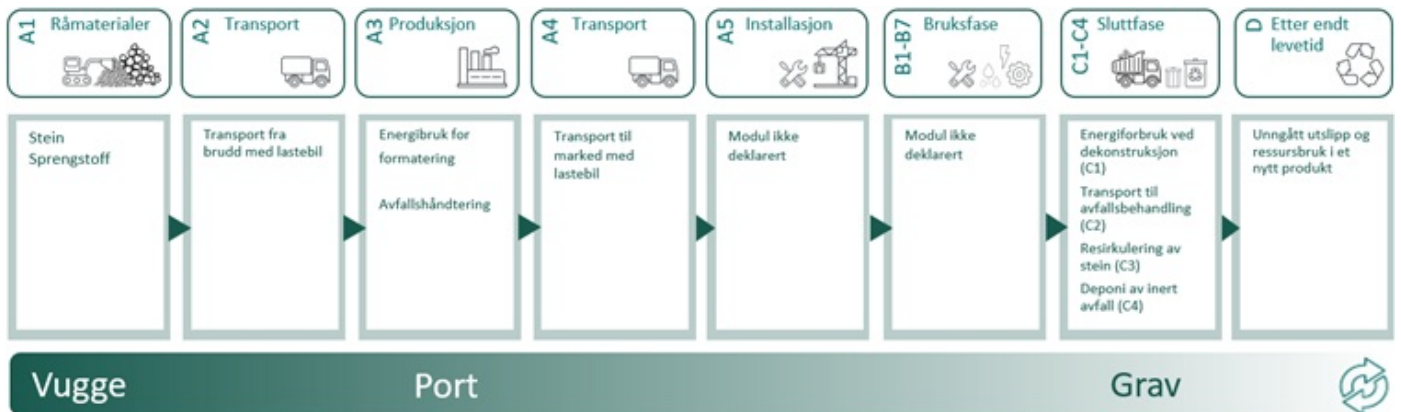 A1 Råmaterialer
A2 Transport
A3 Produksjon
A4 Transport
A5 Installasjon
B1-B7 Bruksfase
C1-C4 Sluttfase
D Etter endt
levetid
Stein
Sprengstoff
Transport fra
brudd med lastebil
Energibruk for
formatering
Avfallshåndtering
Transport til
marked med
lastebil
Modul ikke
deklarert
Modul ikke
deklarert
Energiforbruk ved
dekonstruksjon
(C1)
Transport til
avfallsbehandling
(C2)
Resirkulering av
stein (C3)
Deponi av inert
avfall (C4)
Unngått utslipp og
ressursbruk i et
nytt produkt
Vugge
Port
Grav